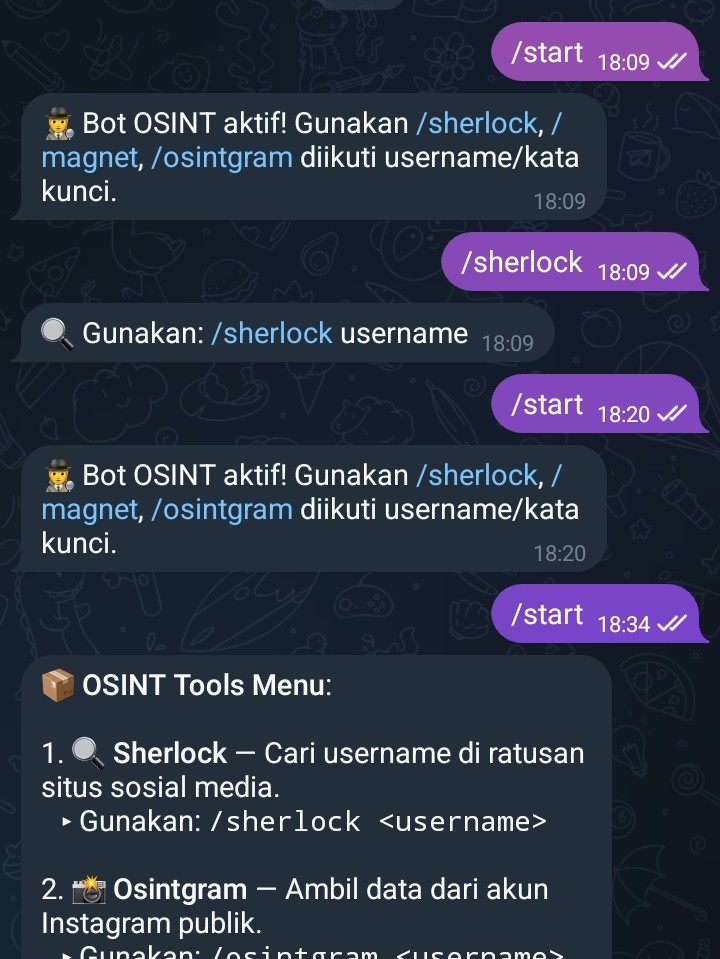 /start 18:09
🕵️ Bot OSINT aktif! Gunakan /sherlock, /
magnet, /osintgram diikuti username/kata
kunci. 18:09
/sherlock 18:09
🔍 Gunakan: /sherlock username 18:09
/start 18:20
🕵️ Bot OSINT aktif! Gunakan /sherlock, /
magnet, /osintgram diikuti username/kata
kunci. 18:20
/start 18:34
📦 OSINT Tools Menu:
1. 🔍 Sherlock — Cari username di ratusan
situs sosial media.
‣ Gunakan: /sherlock <username>
2. 📸 Osintgram — Ambil data dari akun
Instagram publik.
‣ Gunakan: /osintgram <username>